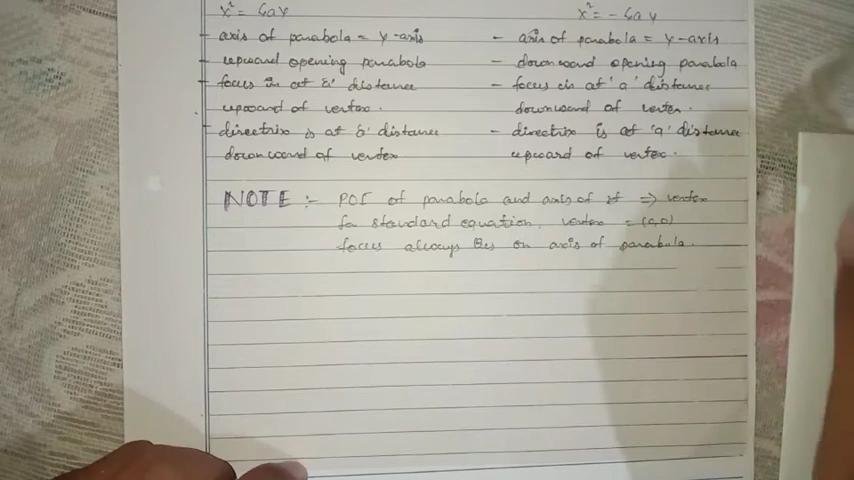 x² = 4ay
x² = - 4ay
- axis of parabola = y-axis
- axis of parabola = y-axis
- upward opening parabola
- downward opening parabola
- focus is at 'a' distance
upward of vertex.
- focus is at 'a' distance
downward of vertex.
- directrix is at 'a' distance
downward of vertex
- directrix is at 'a' distance
upward of vertex.
NOTE :- POI of parabola and axis of it => vertex
for standard equation, vertex = (0,0)
focus always lies on axis of parabola.